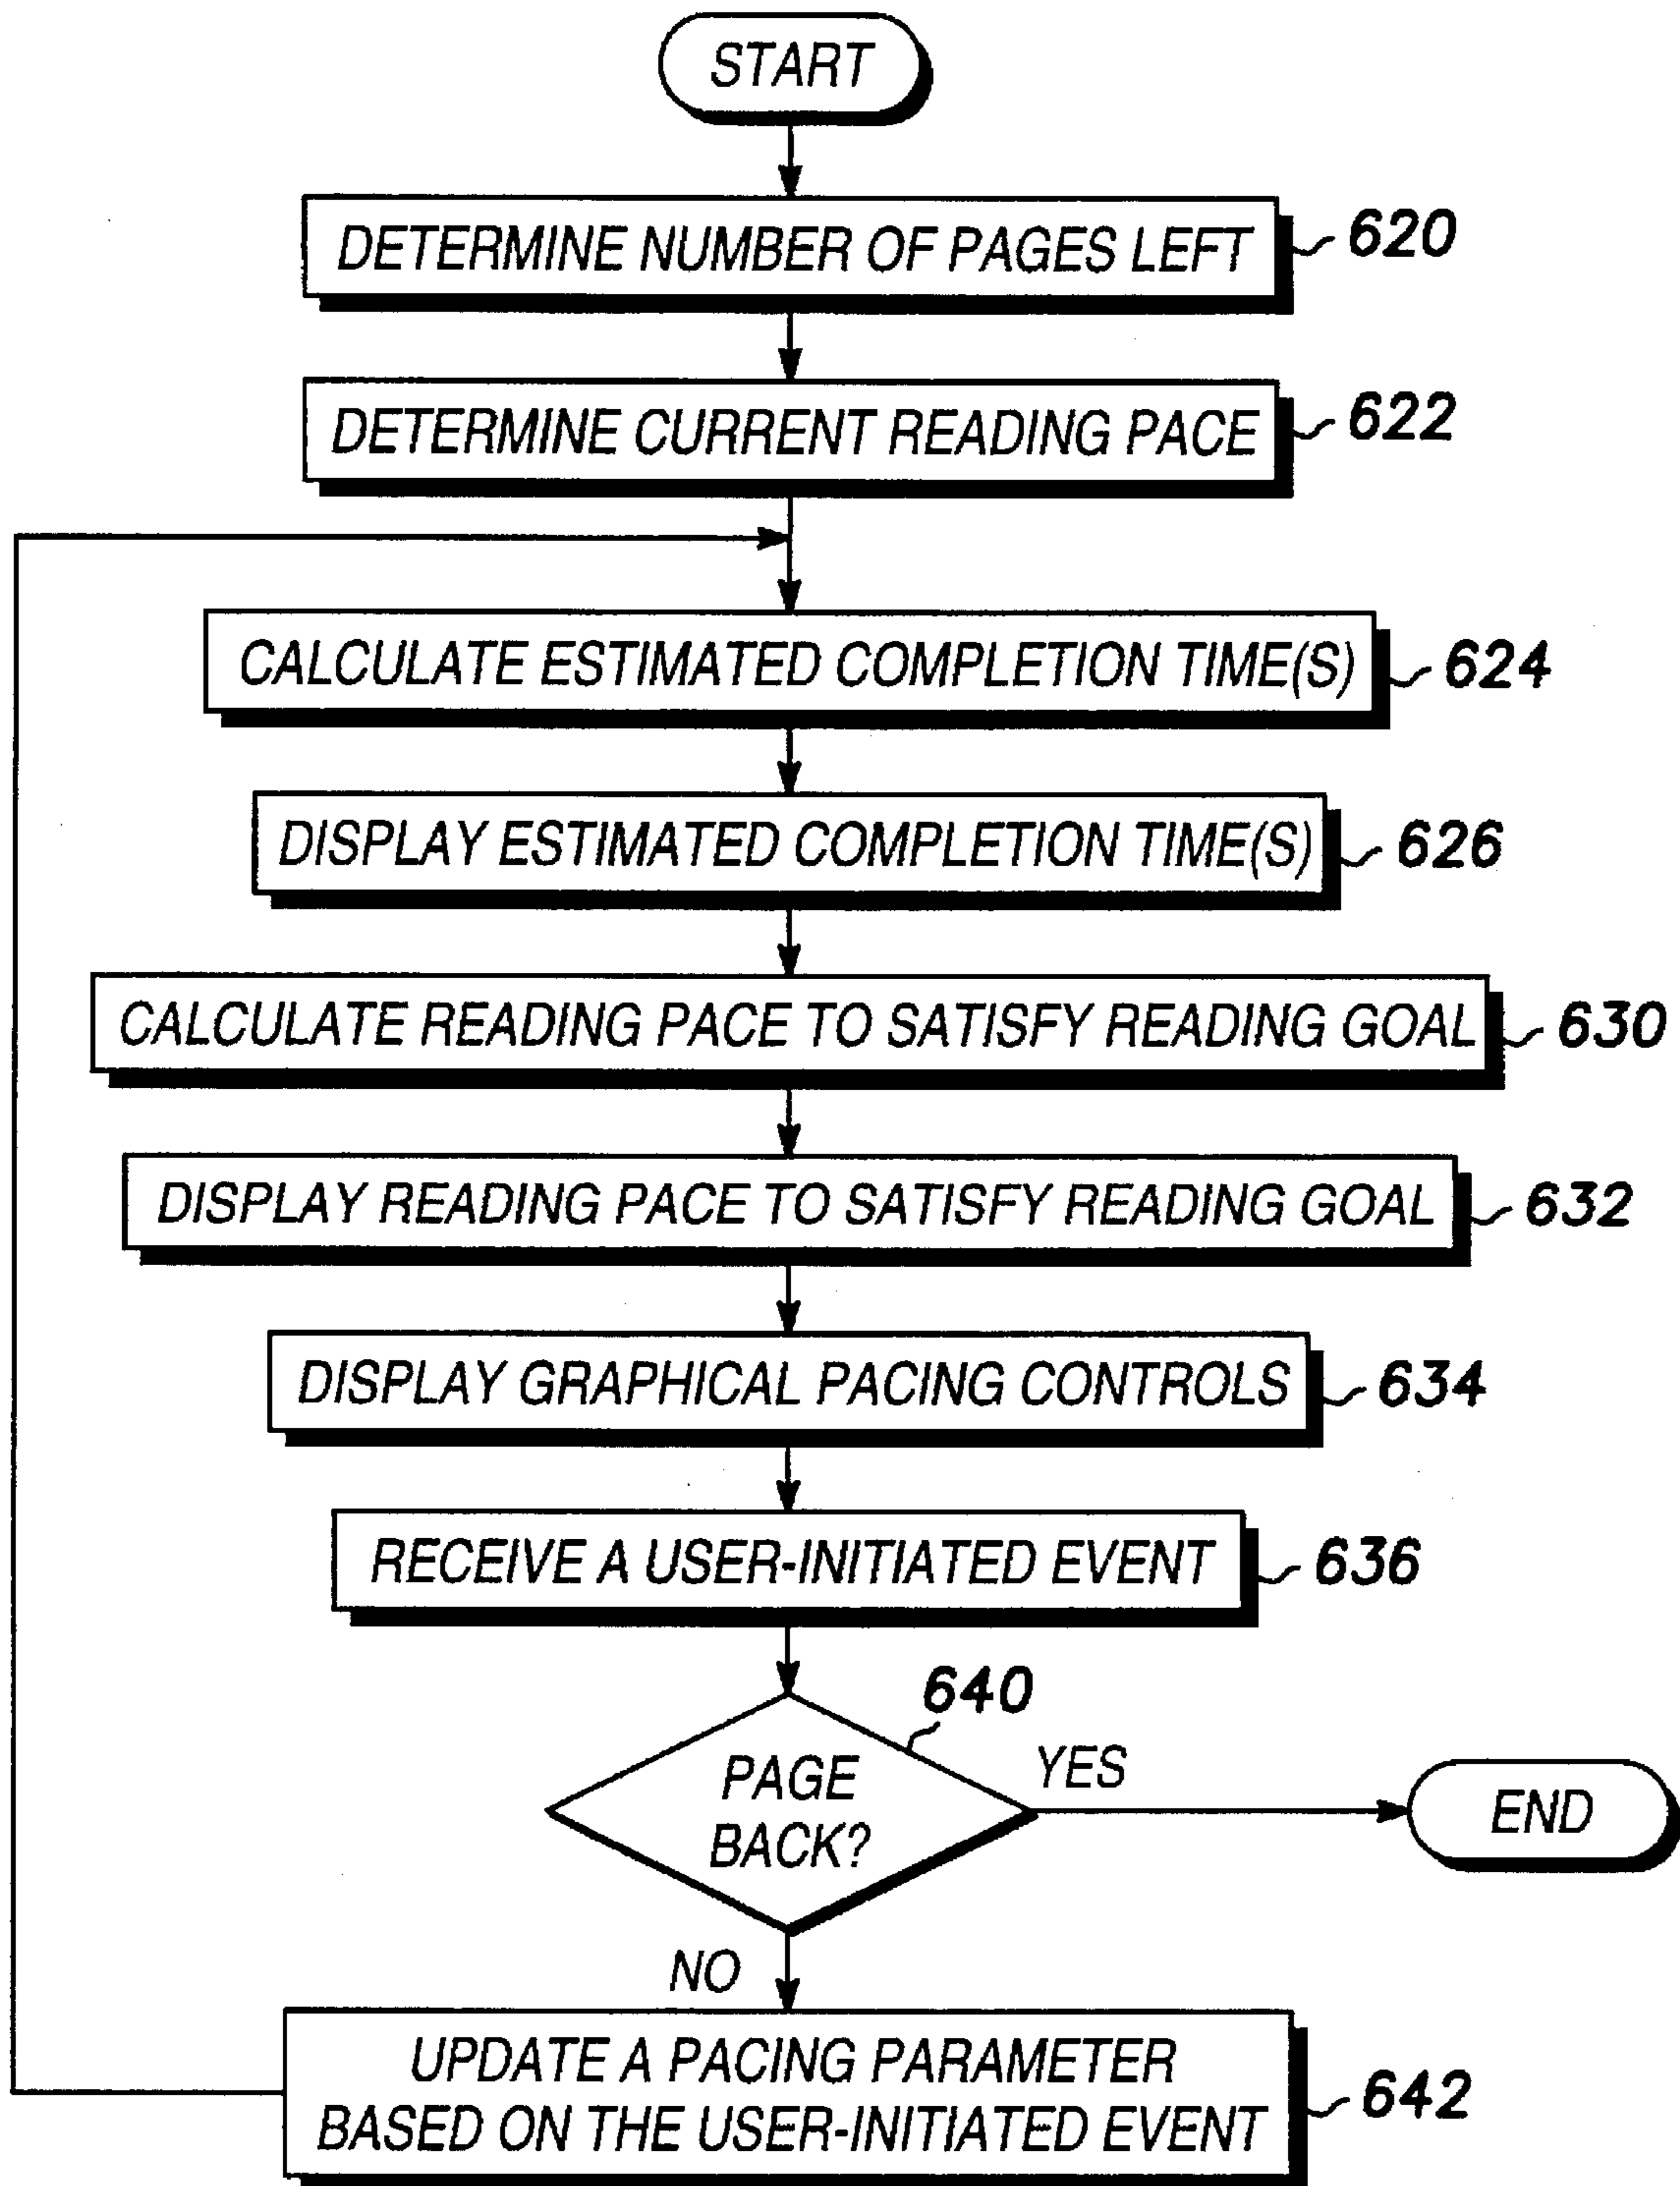 START
DETERMINE NUMBER OF PAGES LEFT
620
DETERMINE CURRENT READING PACE
622
CALCULATE ESTIMATED COMPLETION TIME(S)
624
DISPLAY ESTIMATED COMPLETION TIME(S)
626
CALCULATE READING PACE TO SATISFY READING GOAL
630
DISPLAY READING PACE TO SATISFY READING GOAL
632
DISPLAY GRAPHICAL PACING CONTROLS
634
RECEIVE A USER-INITIATED EVENT
636
640
PAGE
BACK?
YES
END
NO
UPDATE A PACING PARAMETER
BASED ON THE USER-INITIATED EVENT
642